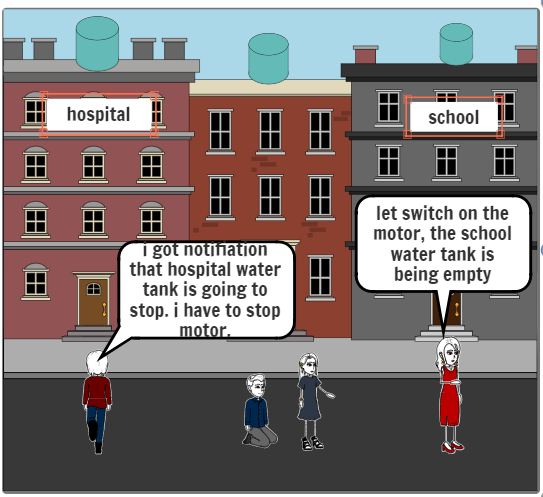 hospital
school
i got notifiation
that hospital water
tank is going to
stop. i have to stop
motor.
let switch on the
motor, the school
water tank is
being empty